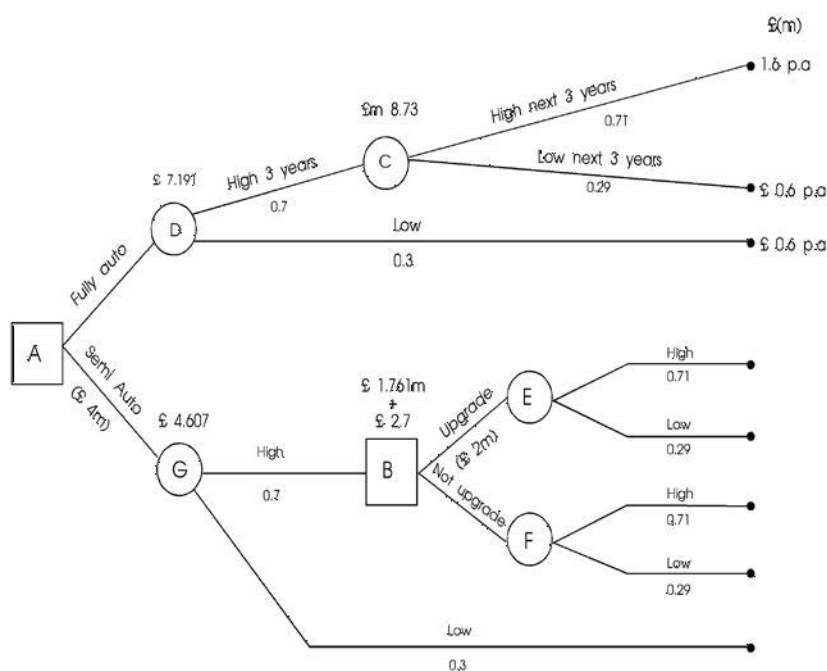 £(m)
1.6 p.a
High next 3 years
0.71
£m 8.73
C
Low next 3 years
0.29
£ 0.6 p.a
High 3 years
0.7
£ 7.191
D
Low
0.3
£ 0.6 p.a
Fully auto
A
Semi Auto
(£ 4m)
£ 4.607
G
High
0.7
£ 1.761m
+
£ 2.7
B
Upgrade
(£ 2m)
Not upgrade
E
High
0.71
Low
0.29
F
High
0.71
Low
0.29
Low
0.3